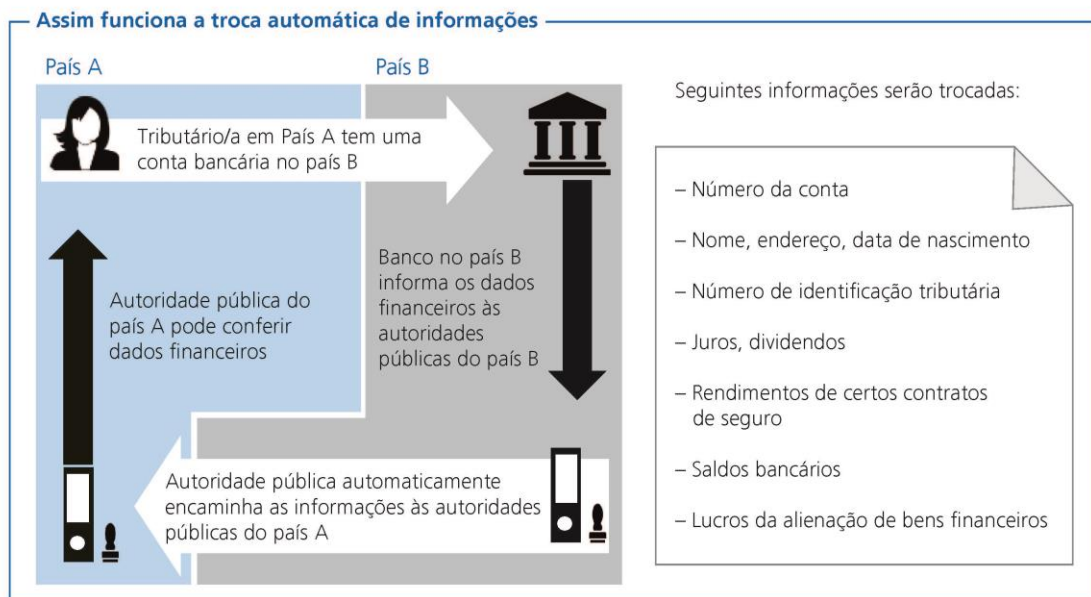 Assim funciona a troca automática de informações
País A
País B
Tributário/a em País A tem uma
conta bancária no país B
Banco no país B
informa os dados
financeiros às
autoridades
públicas do país B
Autoridade pública do
país A pode conferir
dados financeiros
Autoridade pública automaticamente
encaminha as informações às autoridades
públicas do país A
Seguintes informações serão trocadas:
– Número da conta
– Nome, endereço, data de nascimento
– Número de identificação tributária
– Juros, dividendos
– Rendimentos de certos contratos
de seguro
– Saldos bancários
– Lucros da alienação de bens financeiros